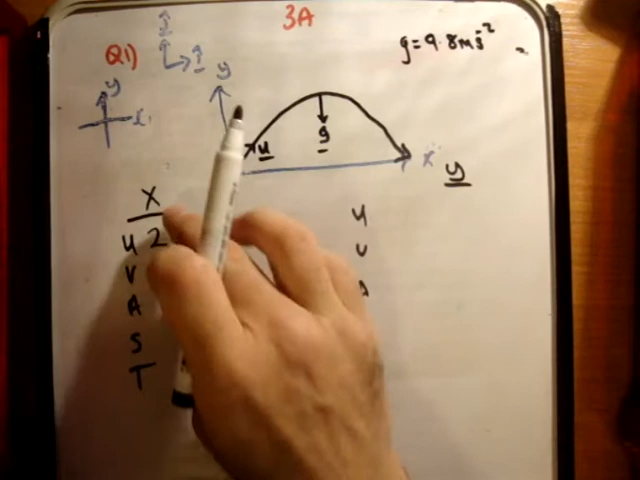 3A
Q1)
g = 9.8ms⁻²
y
x
y
u
g
x
y
X
U 2
V
A
S
T
U
V
A